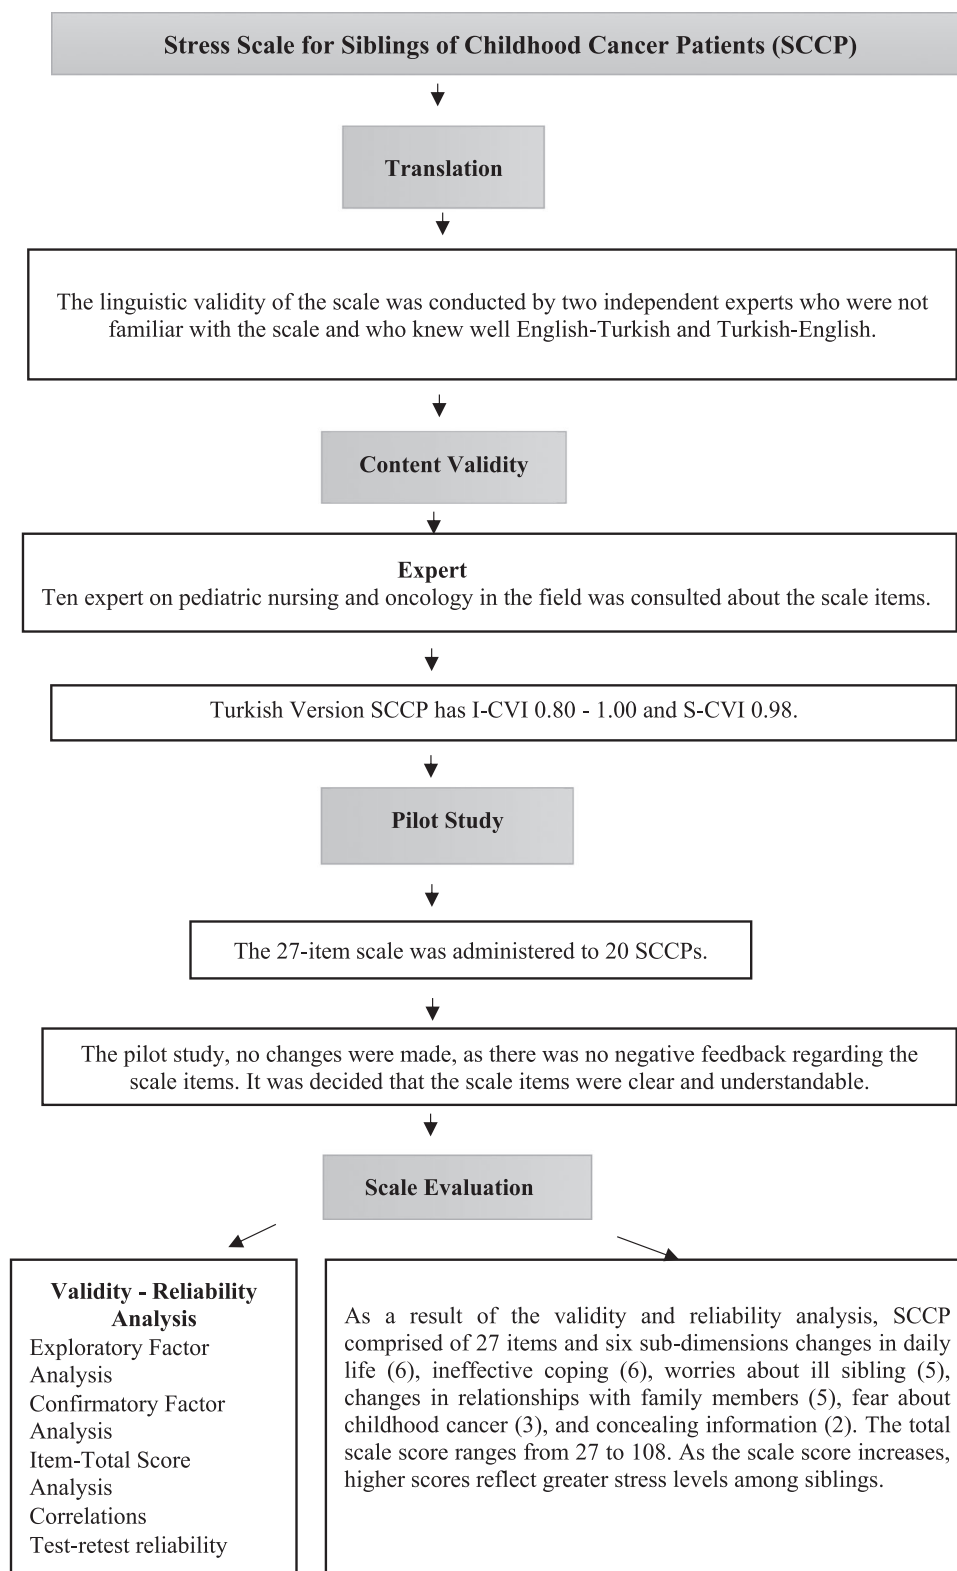 Stress Scale for Siblings of Childhood Cancer Patients (SCCP)
Translation
The linguistic validity of the scale was conducted by two independent experts who were not
familiar with the scale and who knew well English-Turkish and Turkish-English.
Content Validity
Expert
Ten expert on pediatric nursing and oncology in the field was consulted about the scale items.
Turkish Version SCCP has I-CVI 0.80 - 1.00 and S-CVI 0.98.
Pilot Study
The 27-item scale was administered to 20 SCCPs.
The pilot study, no changes were made, as there was no negative feedback regarding the
scale items. It was decided that the scale items were clear and understandable.
Scale Evaluation
Validity - Reliability
Analysis
Exploratory Factor
Analysis
Confirmatory Factor
Analysis
Item-Total Score
Analysis
Correlations
Test-retest reliability
As a result of the validity and reliability analysis, SCCP
comprised of 27 items and six sub-dimensions changes in daily
life (6), ineffective coping (6), worries about ill sibling (5),
changes in relationships with family members (5), fear about
childhood cancer (3), and concealing information (2). The total
scale score ranges from 27 to 108. As the scale score increases,
higher scores reflect greater stress levels among siblings.